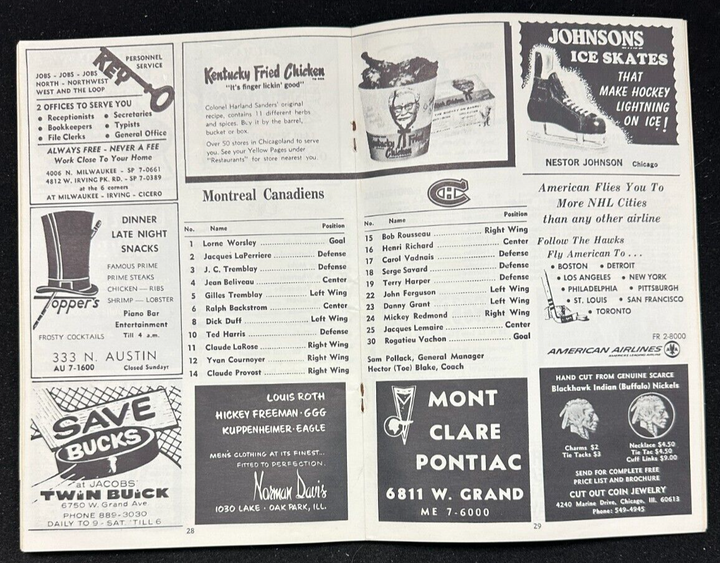 KEY
PERSONNEL
SERVICE
JOBS - JOBS - JOBS
NORTH - NORTHWEST
WEST AND THE LOOP
2 OFFICES TO SERVE YOU
• Receptionists • Secretaries
• Bookkeepers • Typists
• File Clerks • General Office
ALWAYS FREE - NEVER A FEE
Work Close To Your Home
4006 N. MILWAUKEE - SP 7-0661
4812 W. IRVING PK. RD. - SP 7-0389
at the 6 corners
AT MILWAUKEE - IRVING - CICERO
Topper's
DINNER
LATE NIGHT
SNACKS
FAMOUS PRIME
PRIME STEAKS
CHICKEN — RIBS
SHRIMP — LOBSTER
Piano Bar
Entertainment
Till 4 a.m.
FROSTY COCKTAILS
333 N. AUSTIN
AU 7-1600 Closed Sundays
SAVE
BUCKS
at JACOBS'
TWIN BUICK
6750 W. Grand Ave.
PHONE 889-3030
DAILY TO 9 - SAT. 'TILL 6
Kentucky Fried Chicken
"It's finger lickin' good"
Colonel Harland Sanders' original
recipe, contains 11 different herbs
and spices. Buy it by the barrel,
bucket or box.
Over 50 stores in Chicagoland to serve
you. See your Yellow Pages under
"Restaurants" for store nearest you.
Montreal Canadiens
No. Name Position
1 Lorne Worsley Goal
2 Jacques LaPerriere Defense
3 J. C. Tremblay Defense
4 Jean Beliveau Center
5 Gilles Tremblay Left Wing
6 Ralph Backstrom Center
8 Dick Duff Left Wing
10 Ted Harris Defense
11 Claude LaRose Right Wing
12 Yvan Cournoyer Right Wing
14 Claude Provost Right Wing
LOUIS ROTH
HICKEY FREEMAN · GGG
KUPPENHEIMER · EAGLE
MEN'S CLOTHING AT ITS FINEST...
FITTED TO PERFECTION.
Norman Davis
1030 LAKE · OAK PARK, ILL.
28
No. Name Position
15 Bob Rousseau Right Wing
16 Henri Richard Center
17 Carol Vadnais Defense
18 Serge Savard Defense
19 Terry Harper Defense
22 John Ferguson Left Wing
23 Danny Grant Left Wing
24 Mickey Redmond Right Wing
25 Jacques Lemaire Center
30 Rogatieu Vachon Goal
Sam Pollack, General Manager
Hector (Toe) Blake, Coach
MONT
CLARE
PONTIAC
6811 W. GRAND
ME 7-6000
JOHNSONS
ICE SKATES
THAT
MAKE HOCKEY
LIGHTNING
ON ICE!
NESTOR JOHNSON Chicago
American Flies You To
More NHL Cities
than any other airline
Follow The Hawks
Fly American To . . .
• BOSTON • DETROIT
• LOS ANGELES • NEW YORK
• PHILADELPHIA • PITTSBURGH
• ST. LOUIS • SAN FRANCISCO
• TORONTO
FR 2-8000
AMERICAN AIRLINES
HAND CUT FROM GENUINE SCARCE
Blackhawk Indian (Buffalo) Nickels
Charms $2
Tie Tacks $3
Necklace $4.50
Tie Tac $4.50
Cuff Links $9.00
SEND FOR COMPLETE FREE
PRICE LIST AND BROCHURE
CUT OUT COIN JEWELRY
4240 Marine Drive, Chicago, Ill. 60613
Phone: 549-4945
29